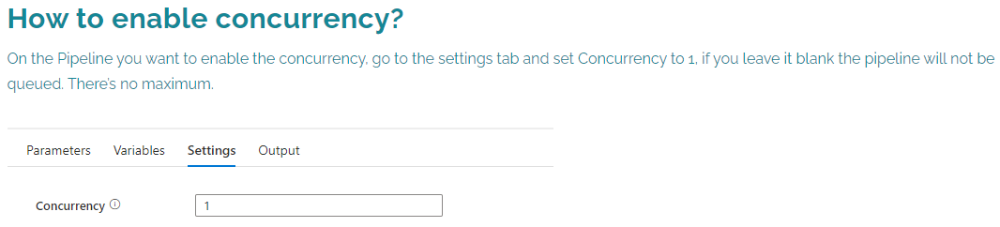 How to enable concurrency?
On the Pipeline you want to enable the concurrency, go to the settings tab and set Concurrency to 1, if you leave it blank the pipeline will not be
queued. There's no maximum.
Parameters Variables Settings Output
Concurrency 1